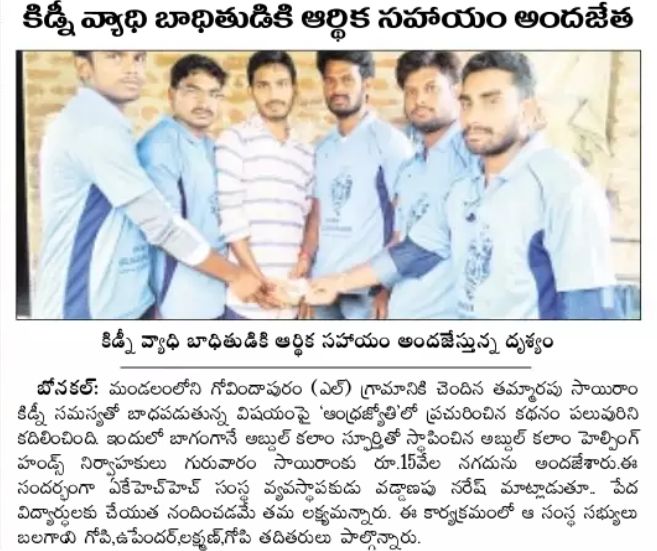 కిడ్నీ వ్యాధి బాధితుడికి ఆర్థిక సహాయం అందజేత
కిడ్నీ వ్యాధి బాధితుడికి ఆర్థిక సహాయం అందజేస్తున్న దృశ్యం
బోనకల్: మండలంలోని గోవిందాపురం (ఎల్) గ్రామానికి చెందిన తమ్మారపు సాయిరాం
కిడ్నీ సమస్యతో బాధపడుతున్న విషయంపై 'ఆంధ్రజ్యోతి'లో ప్రచురించిన కథనం పలువురిని
కదిలించింది. ఇందులో బాగంగానే అబ్దుల్ కలాం స్ఫూర్తితో స్థాపించిన అబ్దుల్ కలాం హెల్పింగ్
హండ్స్ నిర్వాహకులు గురువారం సాయిరాంకు రూ.15వేల నగదును అందజేశారు.ఈ
సందర్భంగా ఏకేహెచ్‌హెచ్ సంస్థ వ్యవస్థాపకుడు వడ్డాణపు నరేష్ మాట్లాడుతూ.. పేద
విద్యార్థులకు చేయుత నందించడమే తమ లక్ష్యమన్నారు. ఈ కార్యక్రమంలో ఆ సంస్థ సభ్యులు
గోపి,ఉపేందర్,లక్ష్మణ్,గోపి తదితరులు పాల్గొన్నారు.